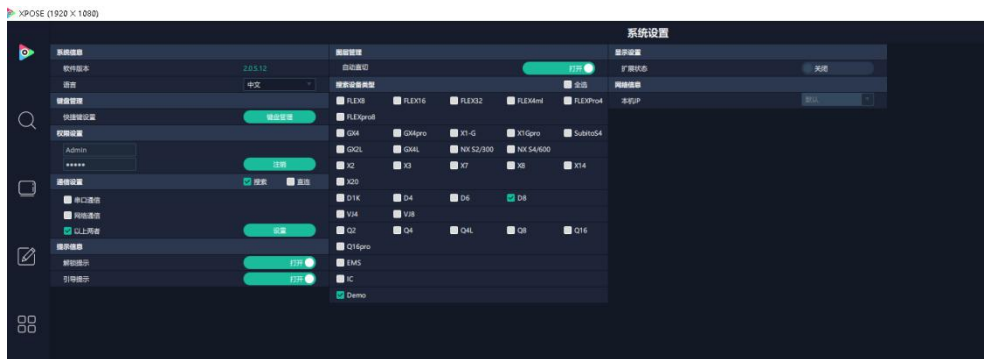 XPOSE (1920 × 1080)
系统设置
系统信息
软件版本 2.0.5.12
语言 中文
键盘管理
快捷键设置 键盘管理
权限设置
Admin
*****
注销
通信设置 搜索 直连
串口通信
网络通信
以上两者 设置
提示信息
解锁提示 打开
引导提示 打开
图层管理
自动置切 打开
搜索设备类型 全选
FLEX8 FLEX16 FLEX32 FLEX4ml FLEXPro4
FLEXpro8
GX4 GX4pro X1-G X1Gpro SubitoS4
GX2L GX4L NX S2/300 NX S4/600
X2 X3 X7 X8 X14
X20
D1K D4 D6 D8
VJ4 VJ8
Q2 Q4 Q4L Q8 Q16
Q16pro
EMS
IC
Demo
显示设置
扩展状态 关闭
网络信息
本机IP 默认